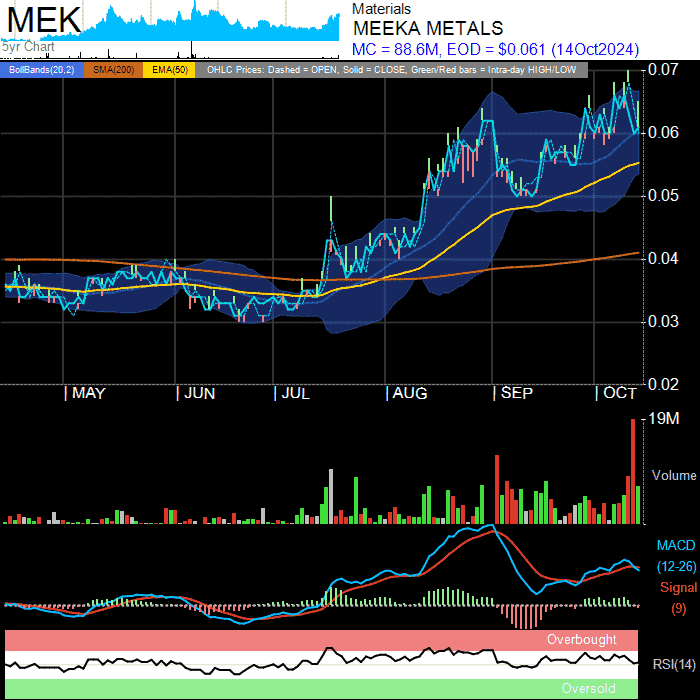 MEK
5yr Chart
Materials
MEEKA METALS
MC = 88.6M, EOD = $0.061 (14Oct2024)
BollBands(20,2) SMA(200) EMA(50) OHLC Prices: Dashed = OPEN, Solid = CLOSE, Green/Red bars = Intra-day HIGH/LOW
0.07
0.06
0.05
0.04
0.03
0.02
| MAY | JUN | JUL | AUG | SEP | OCT
19M
Volume
MACD
(12-26)
Signal
(9)
Overbought
RSI(14)
Oversold